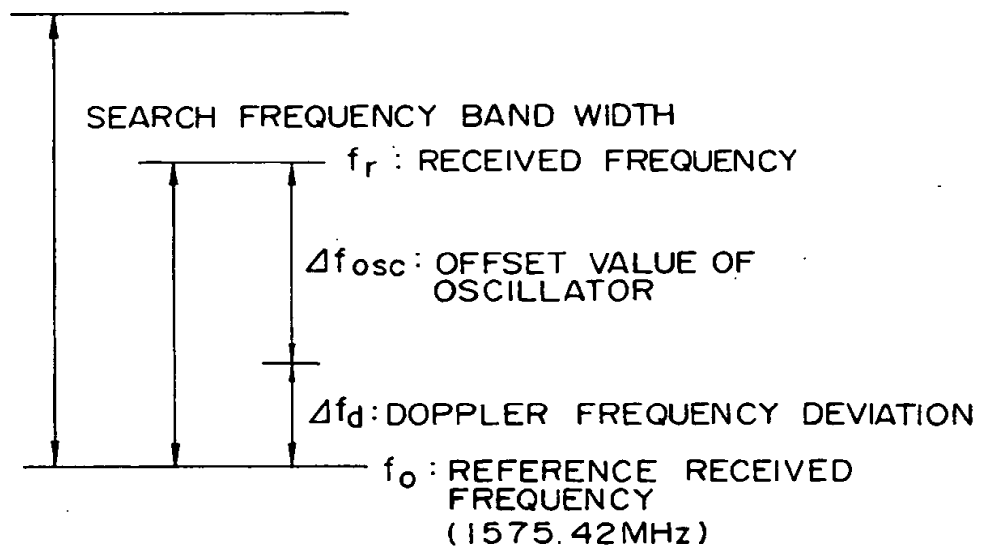 SEARCH FREQUENCY BAND WIDTH
fr : RECEIVED FREQUENCY
Δfosc : OFFSET VALUE OF
OSCILLATOR
Δfd : DOPPLER FREQUENCY DEVIATION
fo : REFERENCE RECEIVED
FREQUENCY
(1575.42MHz)